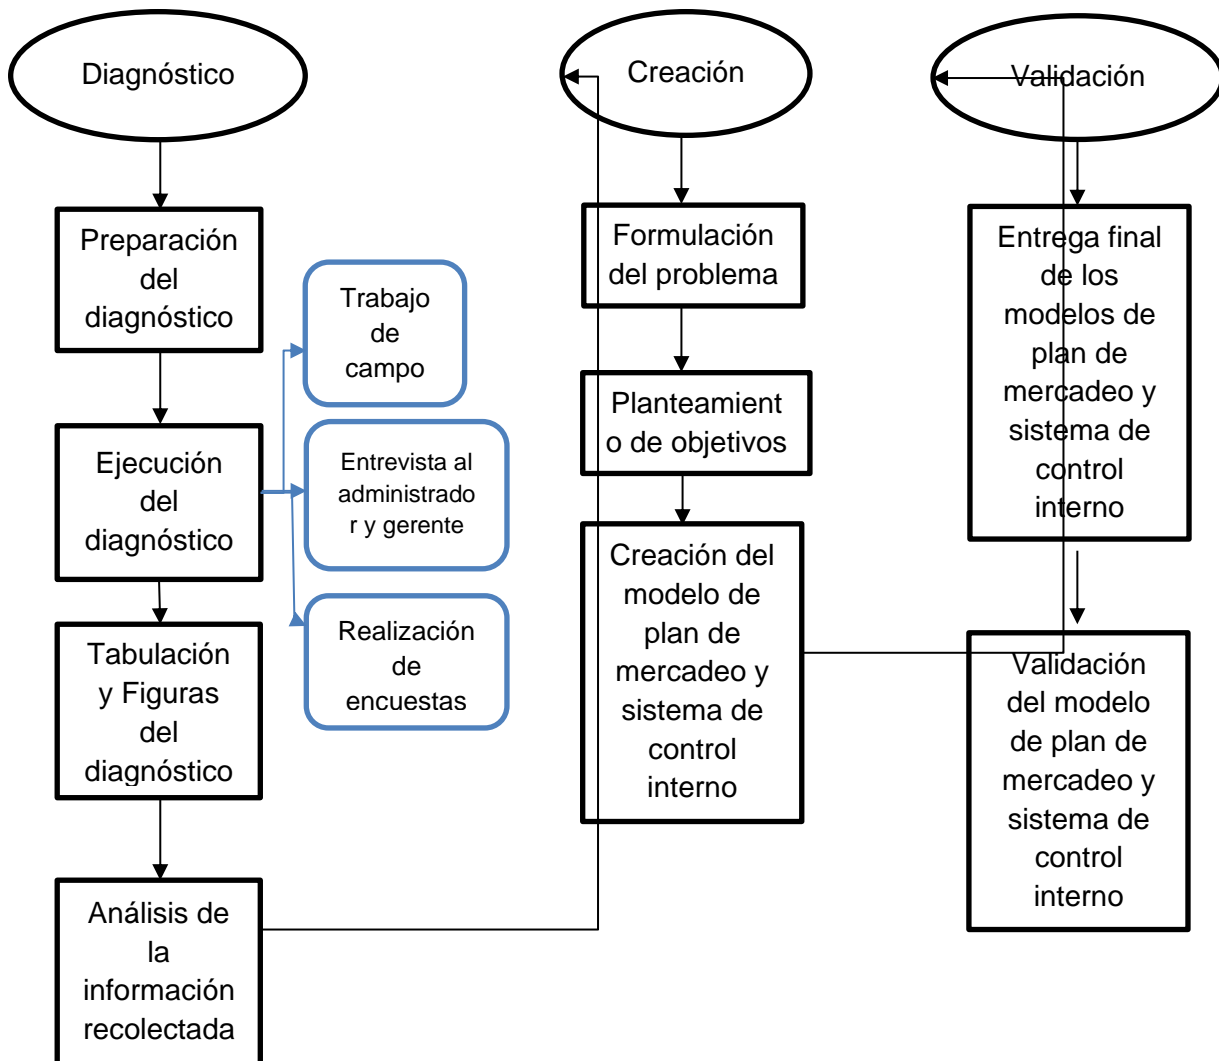 Diagnóstico
Preparación
del
diagnóstico
Ejecución
del
diagnóstico
Trabajo
de
campo
Entrevista al
administrado
r y gerente
Realización
de
encuestas
Tabulación
y Figuras
del
diagnóstico
Análisis de
la
información
recolectada
Creación
Formulación
del problema
Planteamient
o de objetivos
Creación del
modelo de
plan de
mercadeo y
sistema de
control
interno
Validación
Entrega final
de los
modelos de
plan de
mercadeo y
sistema de
control
interno
Validación
del modelo
de plan de
mercadeo y
sistema de
control
interno